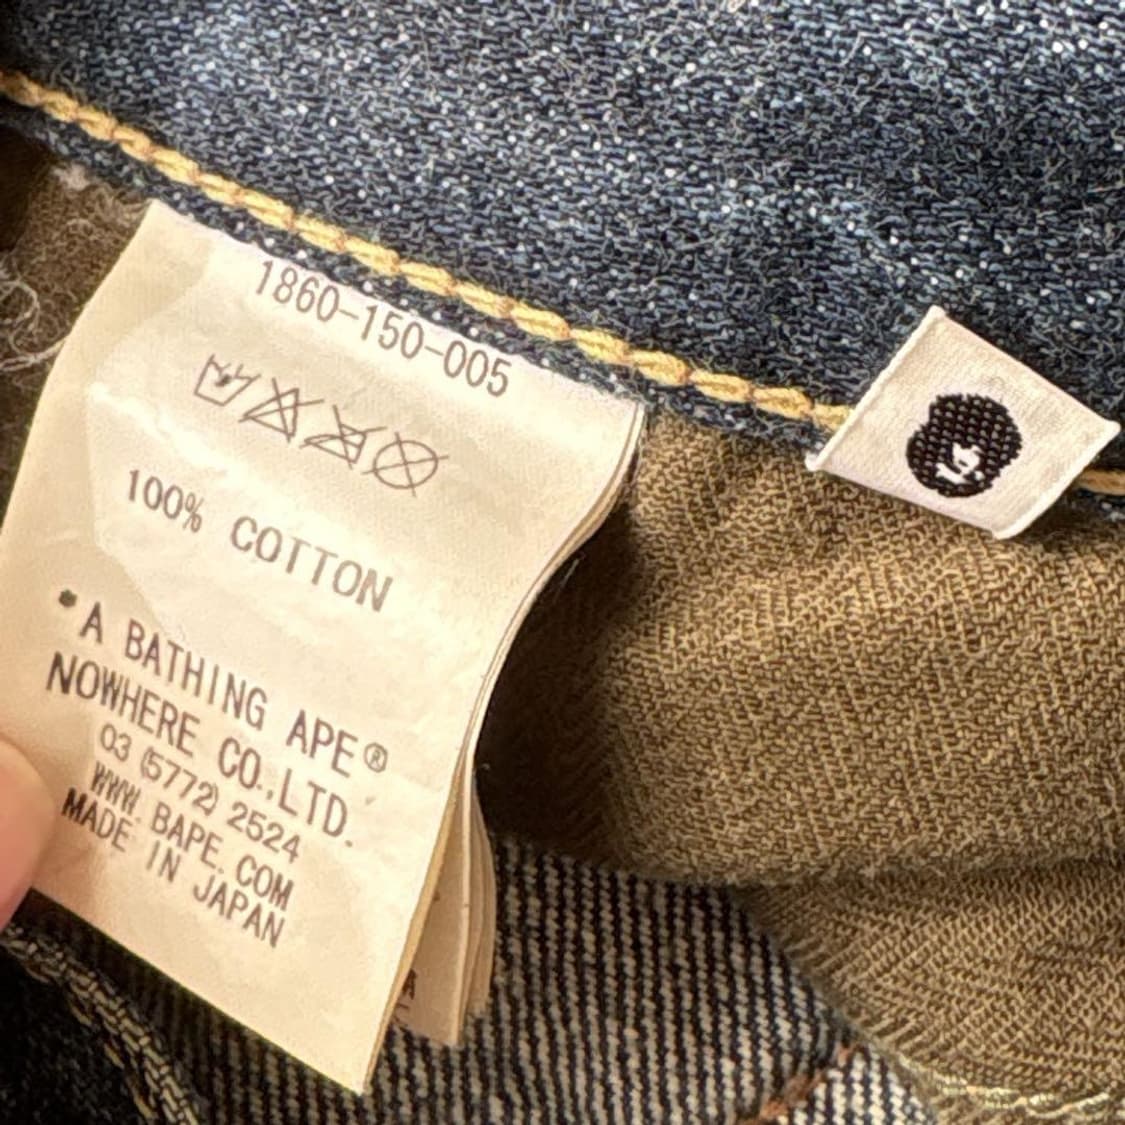 1860-150-005
100% COTTON
•A BATHING APE®
NOWHERE CO.,LTD.
03 (5772) 2524
WWW. BAPE. COM
MADE IN JAPAN